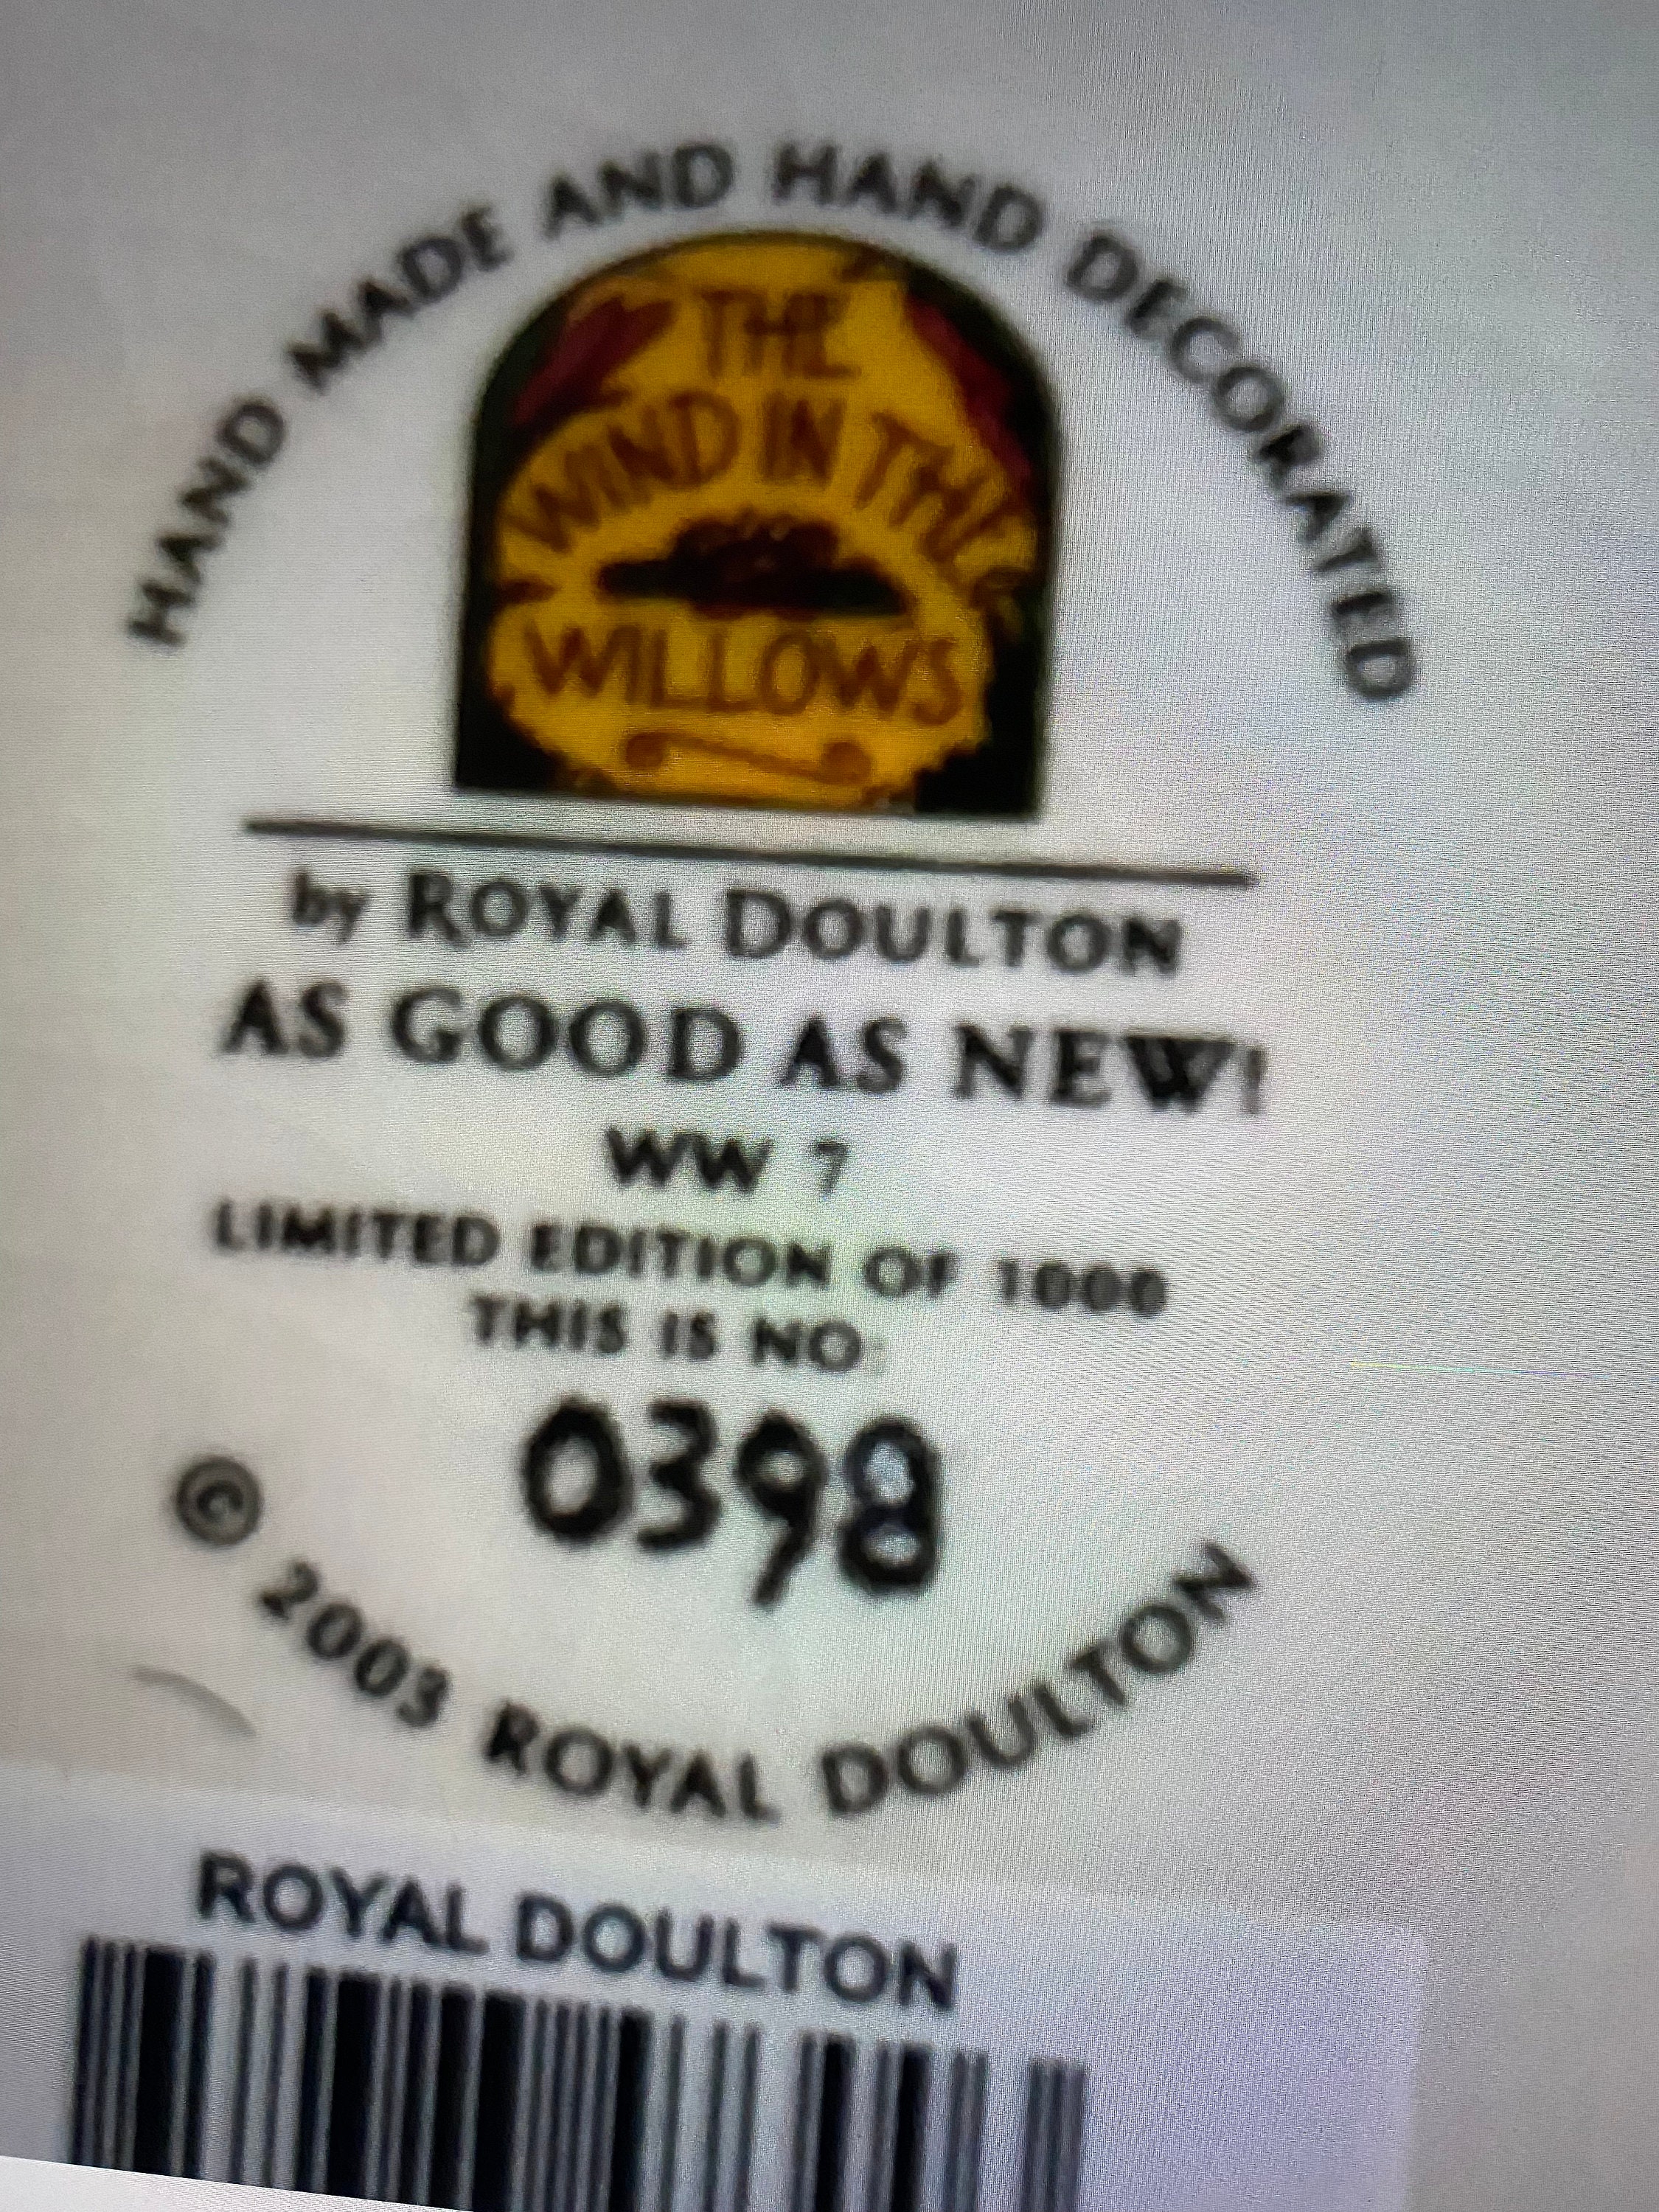 HAND MADE AND HAND DECORATED
THE
WIND IN THE
WILLOWS
by ROYAL DOULTON
AS GOOD AS NEW!
WW 7
LIMITED EDITION OF 1000
THIS IS NO:
0398
© 2003 ROYAL DOULTON
ROYAL DOULTON